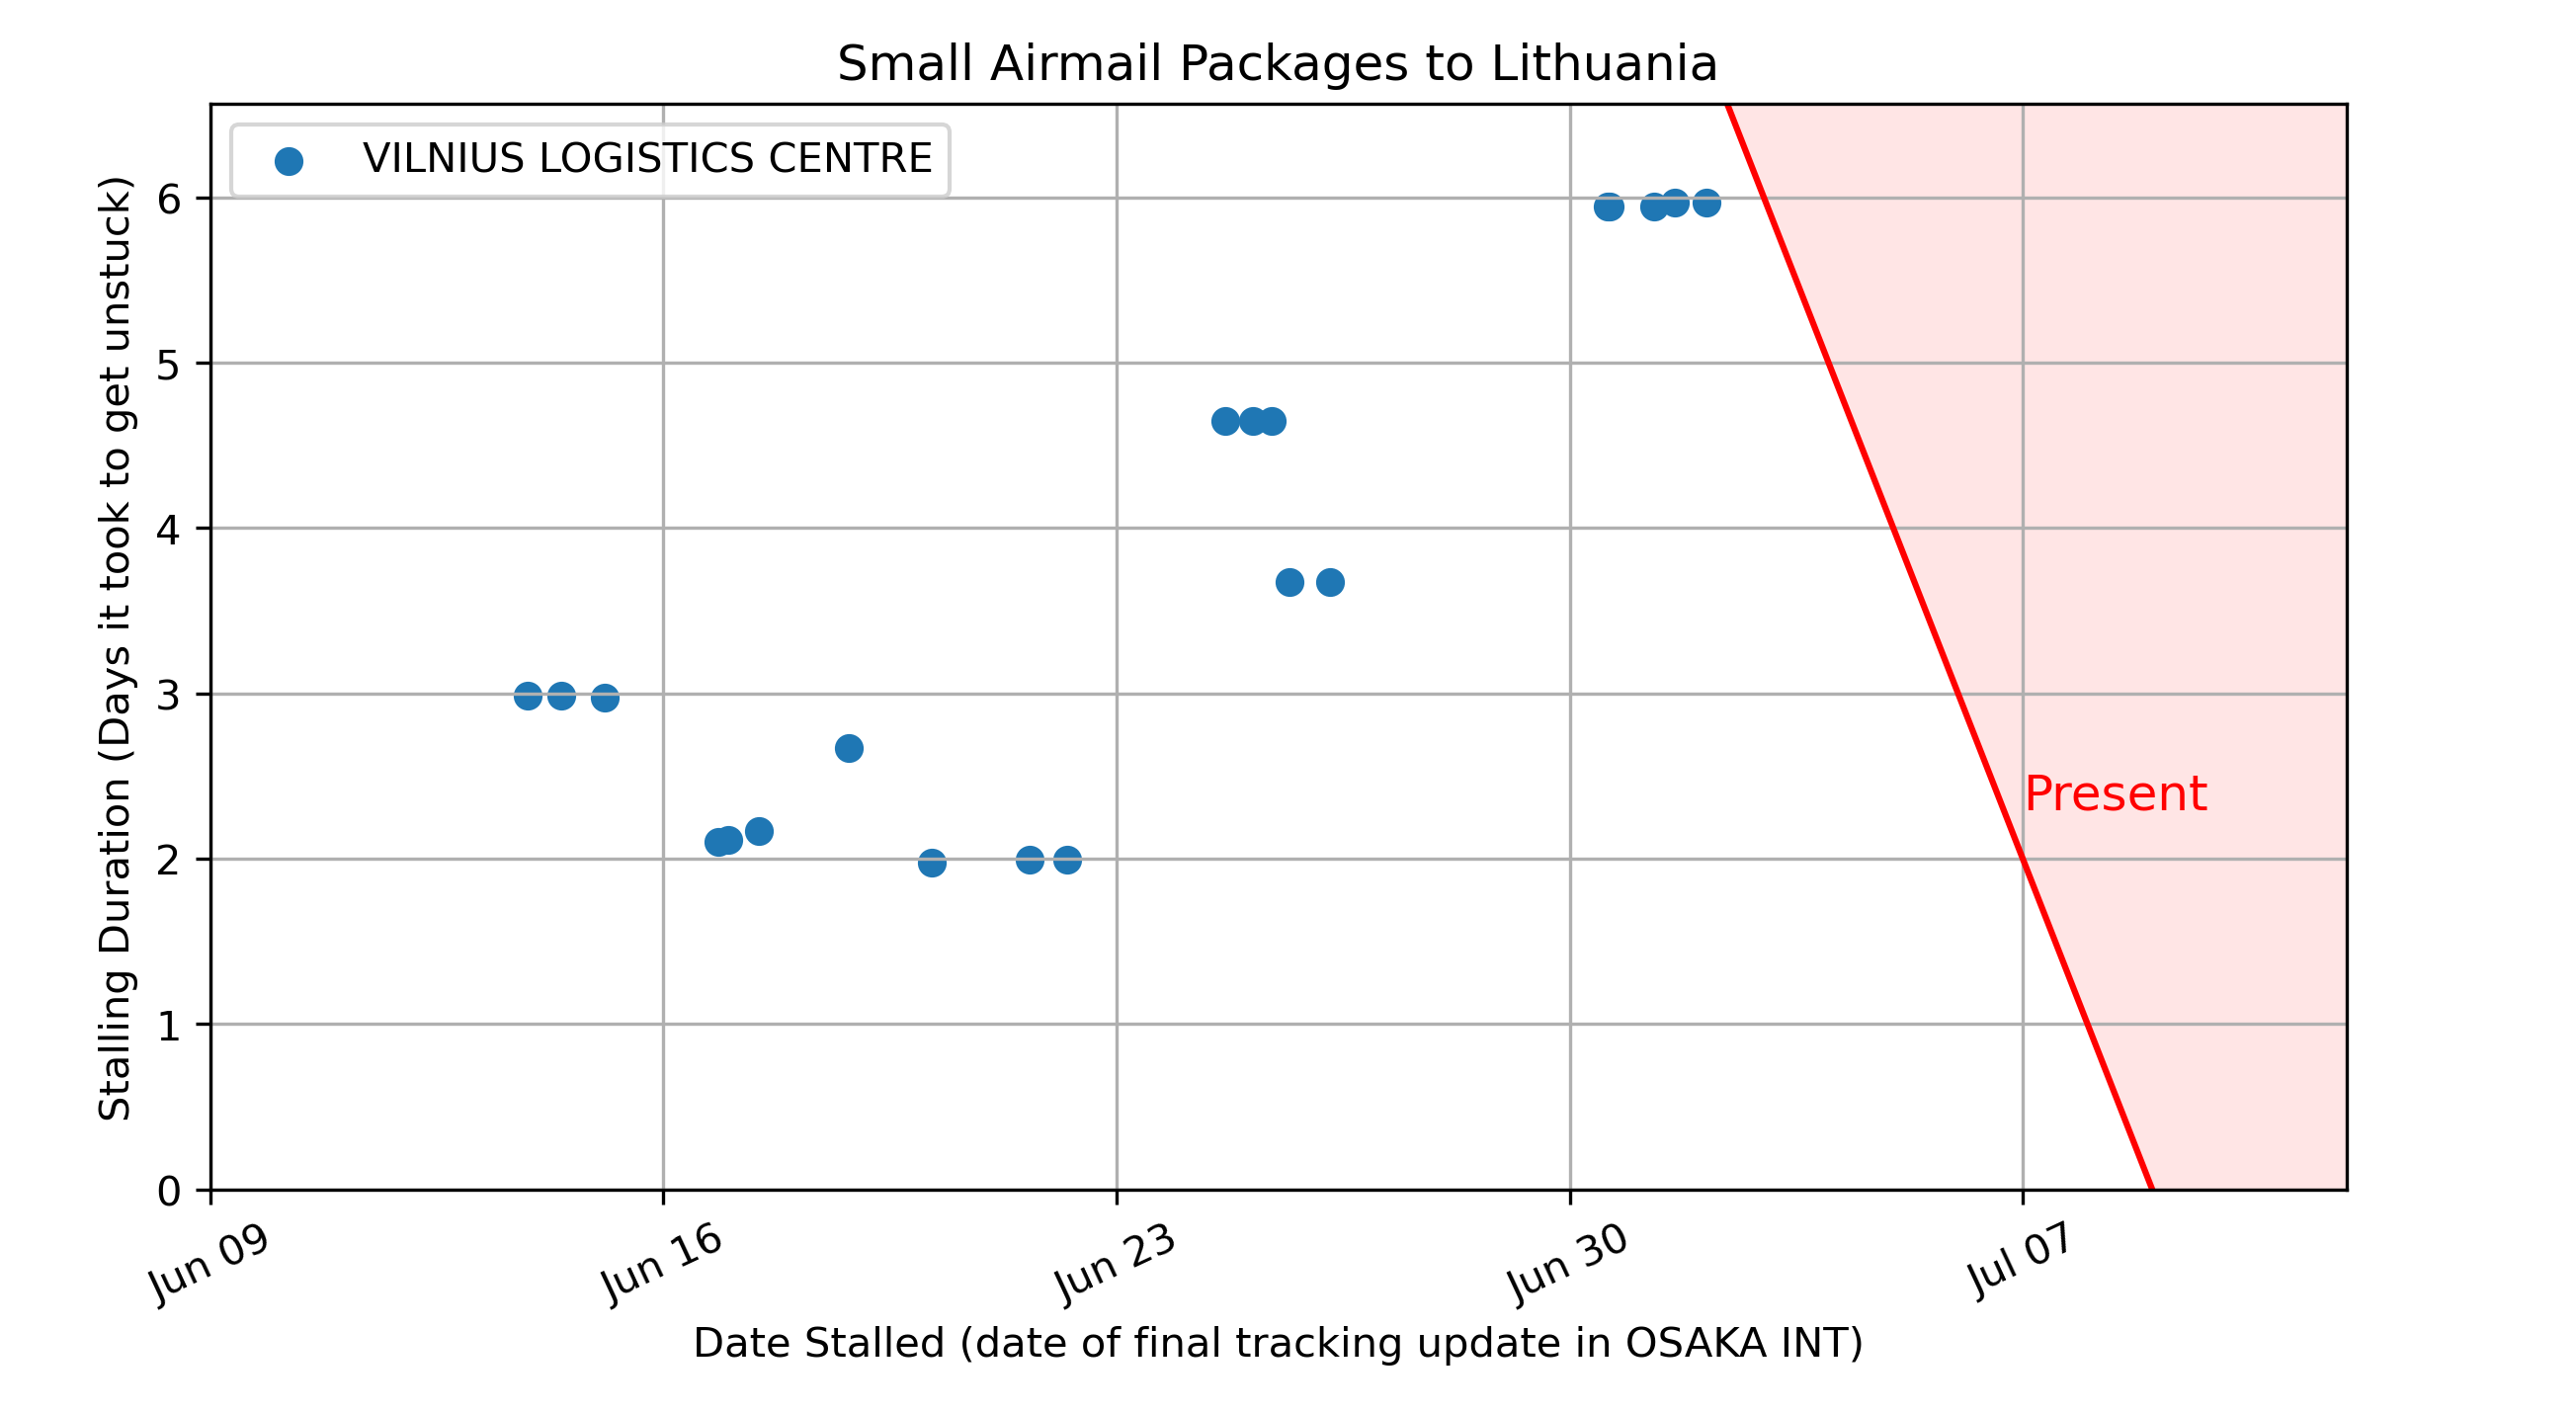 Small Airmail Packages to Lithuania
VILNIUS LOGISTICS CENTRE
Stalling Duration (Days it took to get unstuck)
6
5
4
3
2
1
0
Present
Jun 09
Jun 16
Jun 23
Jun 30
Jul 07
Date Stalled (date of final tracking update in OSAKA INT)